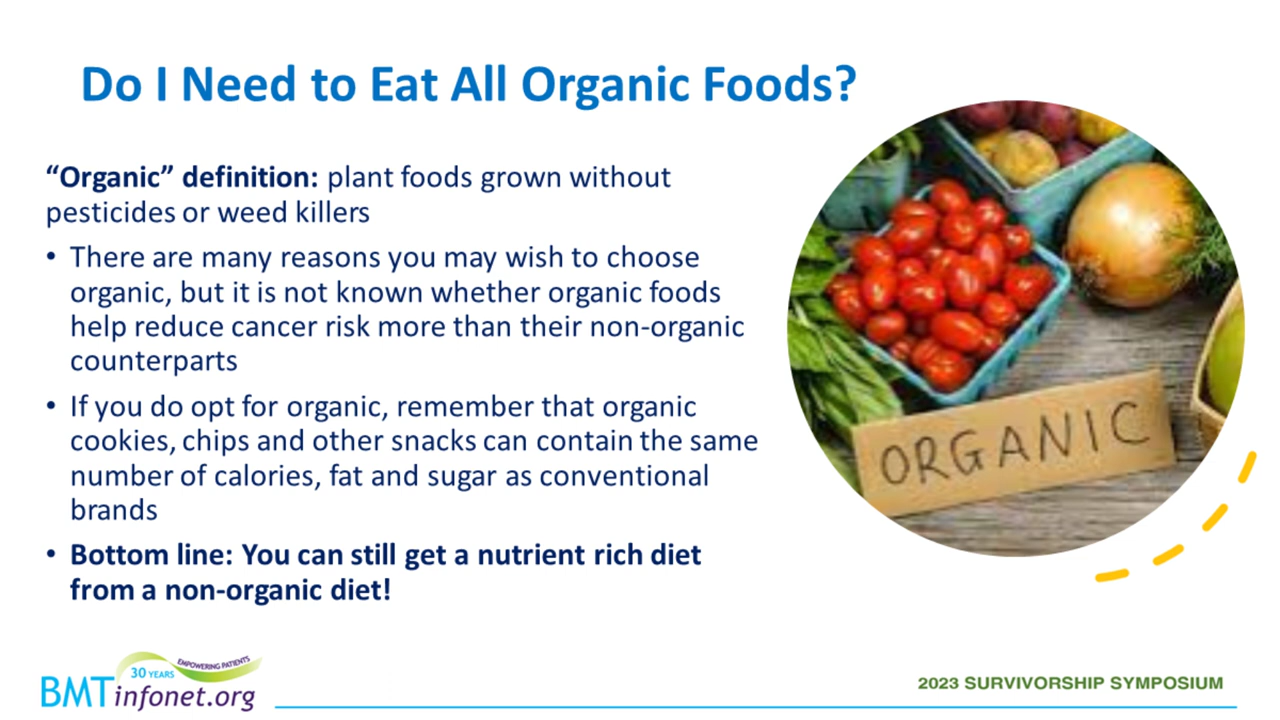 Do I Need to Eat All Organic Foods?
“Organic” definition: plant foods grown without
pesticides or weed killers
• There are many reasons you may wish to choose
organic, but it is not known whether organic foods
help reduce cancer risk more than their non-organic
counterparts
• If you do opt for organic, remember that organic
cookies, chips and other snacks can contain the same
number of calories, fat and sugar as conventional
brands
• Bottom line: You can still get a nutrient rich diet
from a non-organic diet!
ORGANIC
30 YEARS EMPOWERING PATIENTS
BMTinfonet.org
2023 SURVIVORSHIP SYMPOSIUM